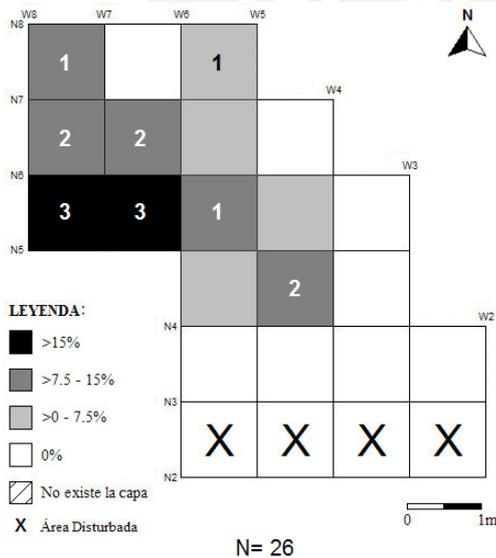 W8 W7 W6 W5
N8 1 1 N
N7 W4
2 2
N6 W3
3 3 1
N5
2
LEYENDA:
>15%
N4 W2
>7.5 - 15%
>0 - 7.5%
N3
0% X X X X
N2
No existe la capa
X Área Disturbada
0 1m
N= 26